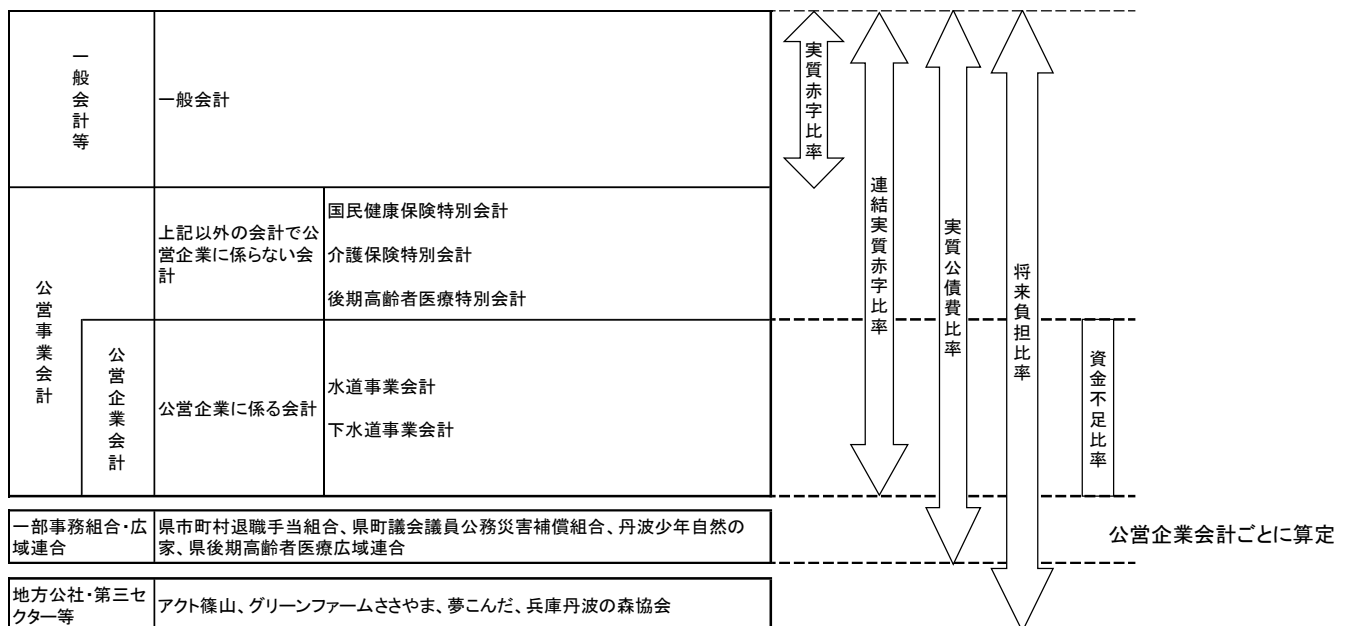 一般会計等
一般会計
実質赤字比率
連結実質赤字比率
実質公債費比率
将来負担比率
公営事業会計
上記以外の会計で公
営企業に係らない会
計
国民健康保険特別会計
介護保険特別会計
後期高齢者医療特別会計
公営企業会計
公営企業に係る会計
水道事業会計
下水道事業会計
資金不足比率
一部事務組合・広
域連合
県市町村退職手当組合、県町議会議員公務災害補償組合、丹波少年自然の
家、県後期高齢者医療広域連合
公営企業会計ごとに算定
地方公社・第三セ
クター等
アクト篠山、グリーンファームささやま、夢こんだ、兵庫丹波の森協会